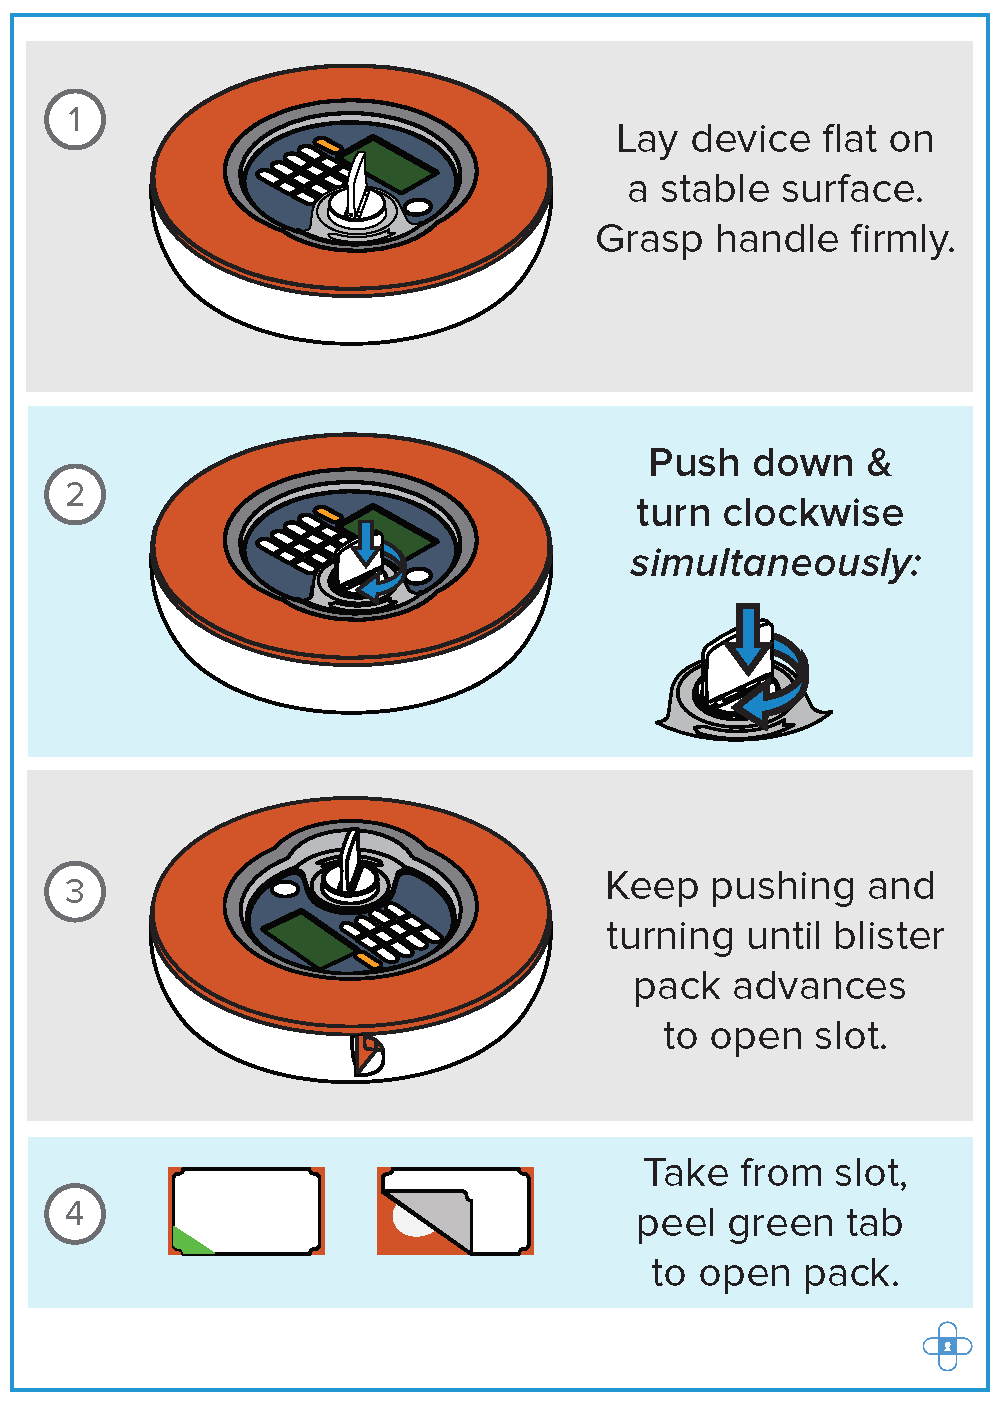 1
Lay device flat on
a stable surface.
Grasp handle firmly.
2
Push down &
turn clockwise
simultaneously:
3
Keep pushing and
turning until blister
pack advances
to open slot.
4
Take from slot,
peel green tab
to open pack.